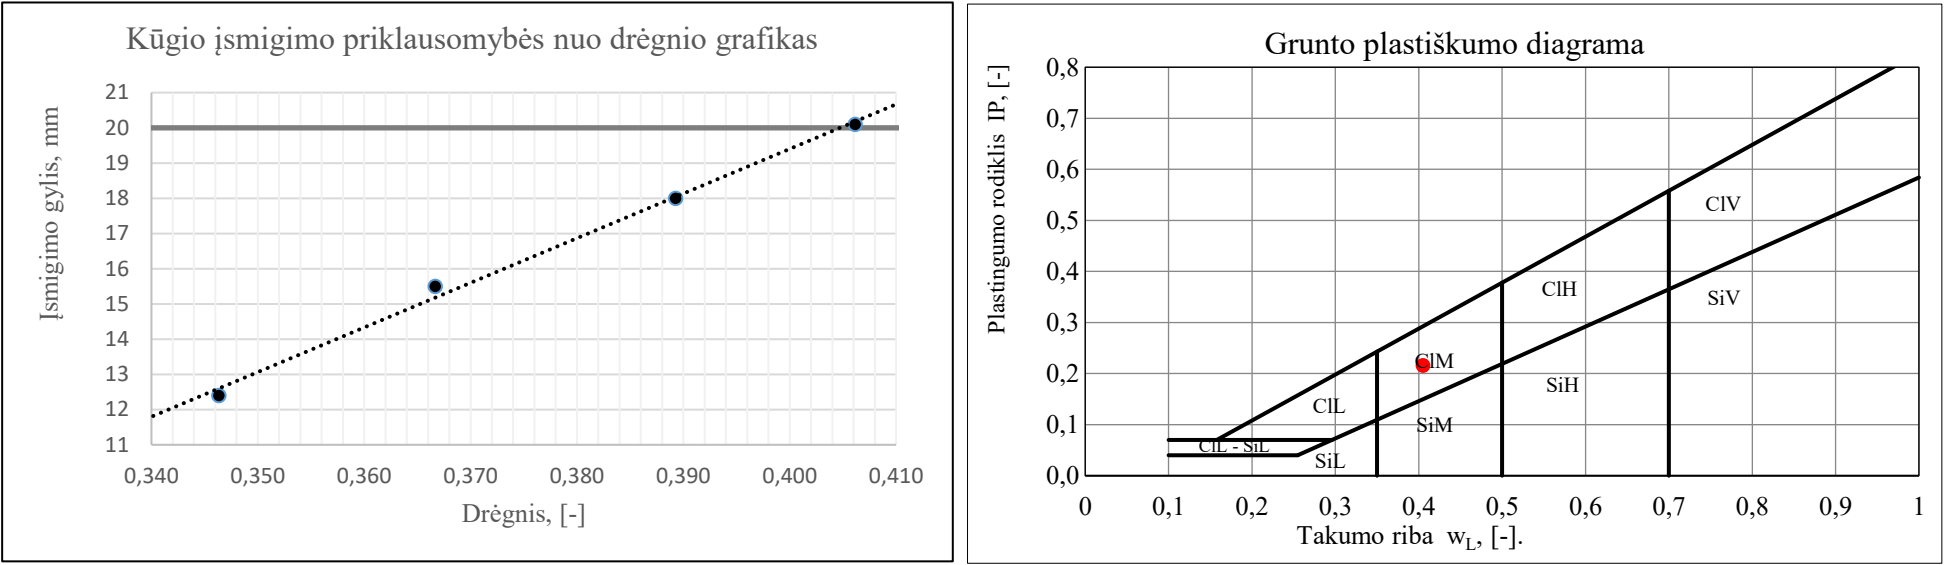 Kūgio įsmigimo priklausomybės nuo drėgnio grafikas
Įsmigimo gylis, mm
21
20
19
18
17
16
15
14
13
12
11
0,340 0,350 0,360 0,370 0,380 0,390 0,400 0,410
Drėgnis, [-]
Grunto plastiškumo diagrama
Plastingumo rodiklis IP, [-]
0,8
0,7
0,6
0,5
0,4
0,3
0,2
0,1
0,0
ClV
ClH
SiV
ClM
SiH
ClL
SiM
ClL - SiL
SiL
0 0,1 0,2 0,3 0,4 0,5 0,6 0,7 0,8 0,9 1
Takumo riba wL, [-].